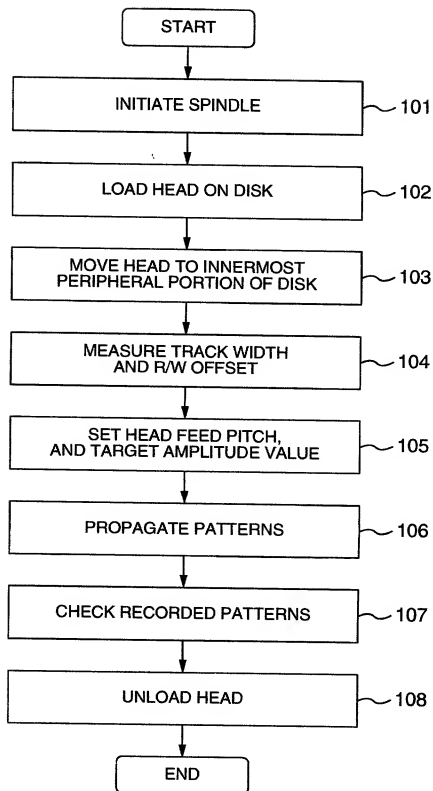 START
INITIATE SPINDLE
101
LOAD HEAD ON DISK
102
MOVE HEAD TO INNERMOST
PERIPHERAL PORTION OF DISK
103
MEASURE TRACK WIDTH
AND R/W OFFSET
104
SET HEAD FEED PITCH,
AND TARGET AMPLITUDE VALUE
105
PROPAGATE PATTERNS
106
CHECK RECORDED PATTERNS
107
UNLOAD HEAD
108
END